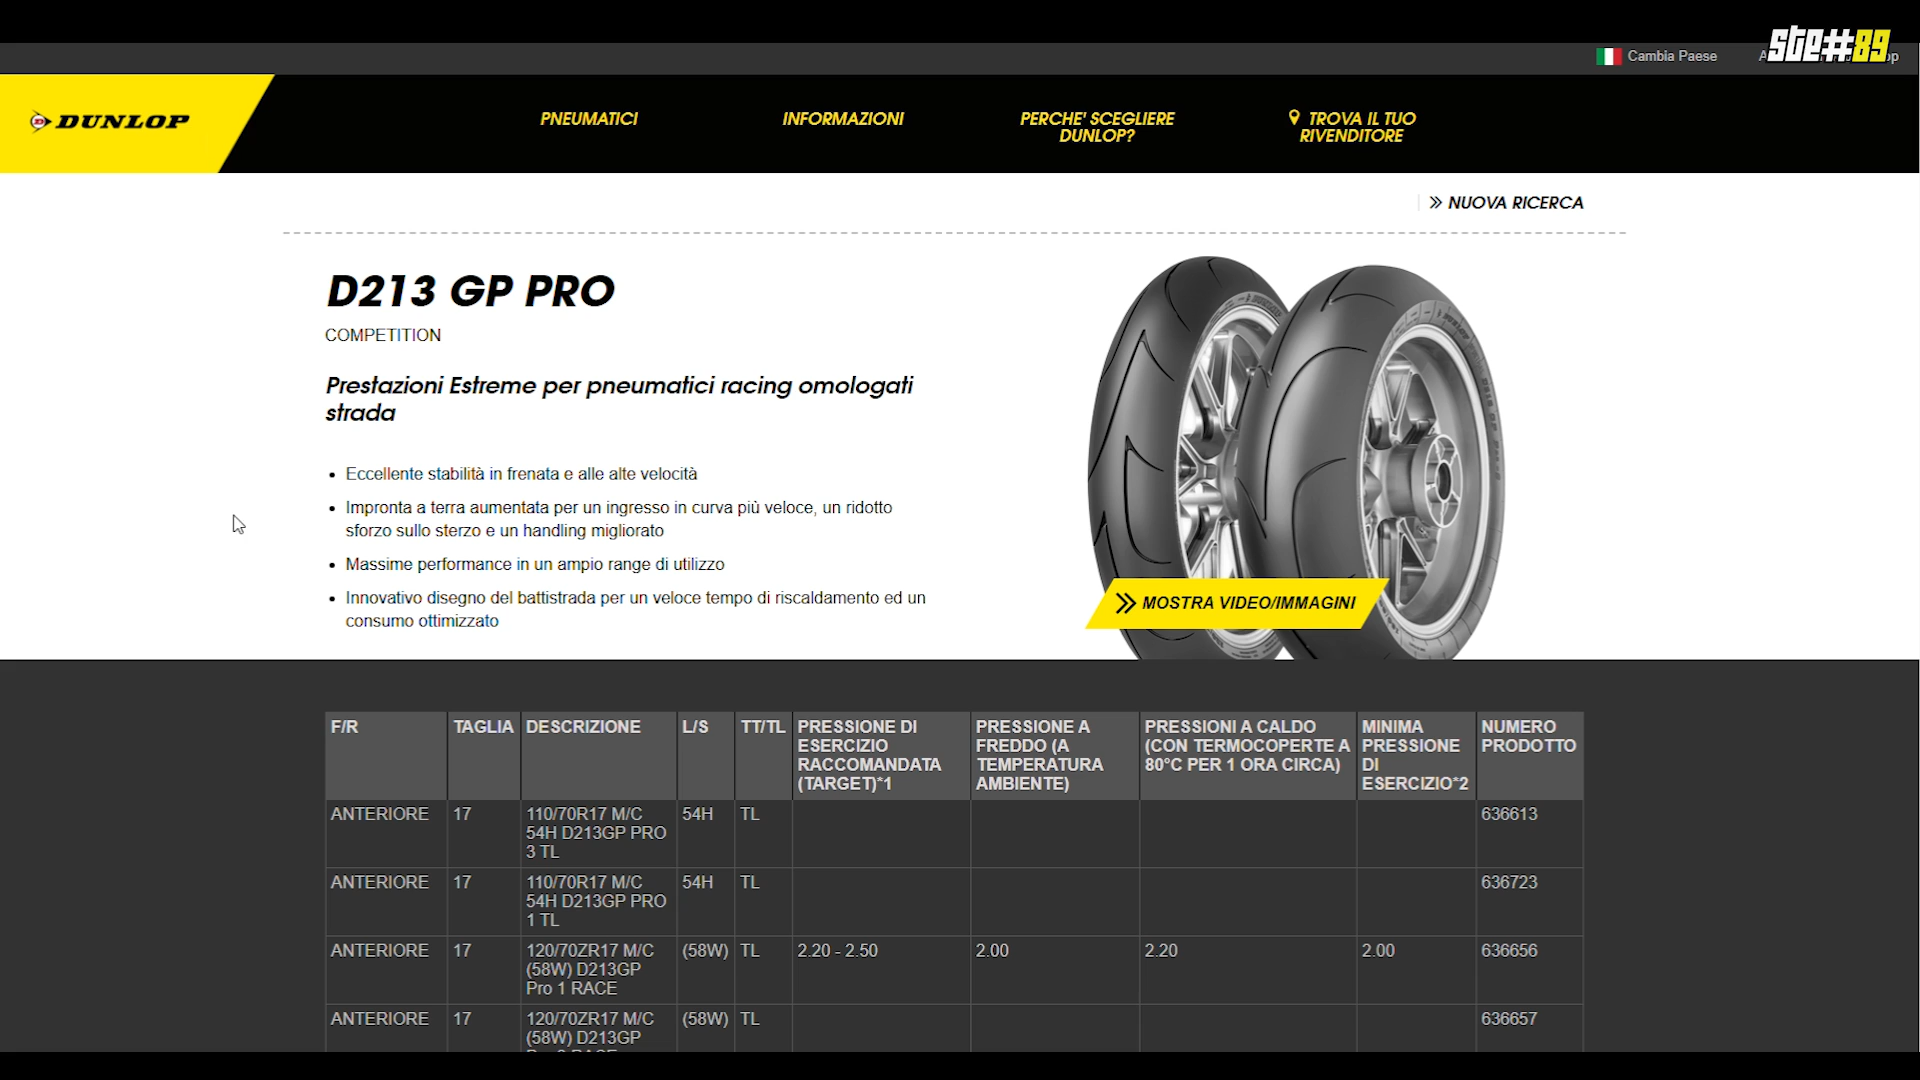 Cambia Paese
ste#89
DUNLOP
PNEUMATICI
INFORMAZIONI
PERCHE' SCEGLIERE
DUNLOP?
TROVA IL TUO
RIVENDITORE
NUOVA RICERCA
D213 GP PRO
COMPETITION
Prestazioni Estreme per pneumatici racing omologati
strada
• Eccellente stabilità in frenata e alle alte velocità
• Impronta a terra aumentata per un ingresso in curva più veloce, un ridotto
sforzo sullo sterzo e un handling migliorato
• Massime performance in un ampio range di utilizzo
• Innovativo disegno del battistrada per un veloce tempo di riscaldamento ed un
consumo ottimizzato
MOSTRA VIDEO/IMMAGINI
F/R TAGLIA DESCRIZIONE L/S TT/TL PRESSIONE DI PRESSIONE A PRESSIONI A CALDO MINIMA NUMERO
ESERCIZIO FREDDO (A (CON TERMOCOPERTE A PRESSIONE PRODOTTO
RACCOMANDATA TEMPERATURA 80°C PER 1 ORA CIRCA) DI
(TARGET)*1 AMBIENTE) ESERCIZIO*2
ANTERIORE 17 110/70R17 M/C 54H TL 636613
54H D213GP PRO
3 TL
ANTERIORE 17 110/70R17 M/C 54H TL 636723
54H D213GP PRO
1 TL
ANTERIORE 17 120/70ZR17 M/C (58W) TL 2.20 - 2.50 2.00 2.20 2.00 636656
(58W) D213GP
Pro 1 RACE
ANTERIORE 17 120/70ZR17 M/C (58W) TL 636657
(58W) D213GP